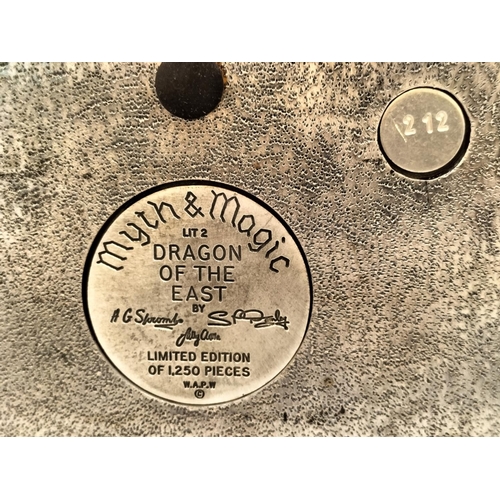 212
Myth & Magic
LIT 2
DRAGON
OF THE
EAST
BY
LIMITED EDITION
OF 1,250 PIECES
W.A.P.W
©